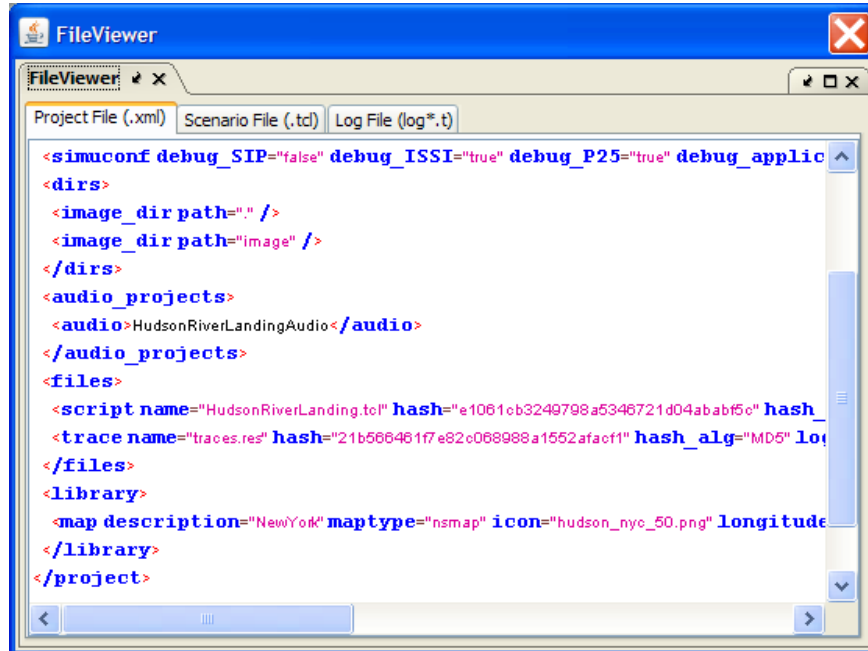 FileViewer
FileViewer
Project File (.xml) Scenario File (.tcl) Log File (log*.t)
<simuconf debug_SIP="false" debug_ISSI="true" debug_P25="true" debug_applic
<dirs>
<image_dir path="." />
<image_dir path="image" />
</dirs>
<audio_projects>
<audio>HudsonRiverLandingAudio</audio>
</audio_projects>
<files>
<script name="HudsonRiverLanding.tcl" hash="e1061cb3249798a5346721d04ababf5c" hash_
<trace name="traces.res" hash="21b566461f7e82c068988a1552afacf1" hash_alg="MD5" log
</files>
<library>
<map description="NewYork" maptype="nsmap" icon="hudson_nyc_50.png" longitude
</library>
</project>